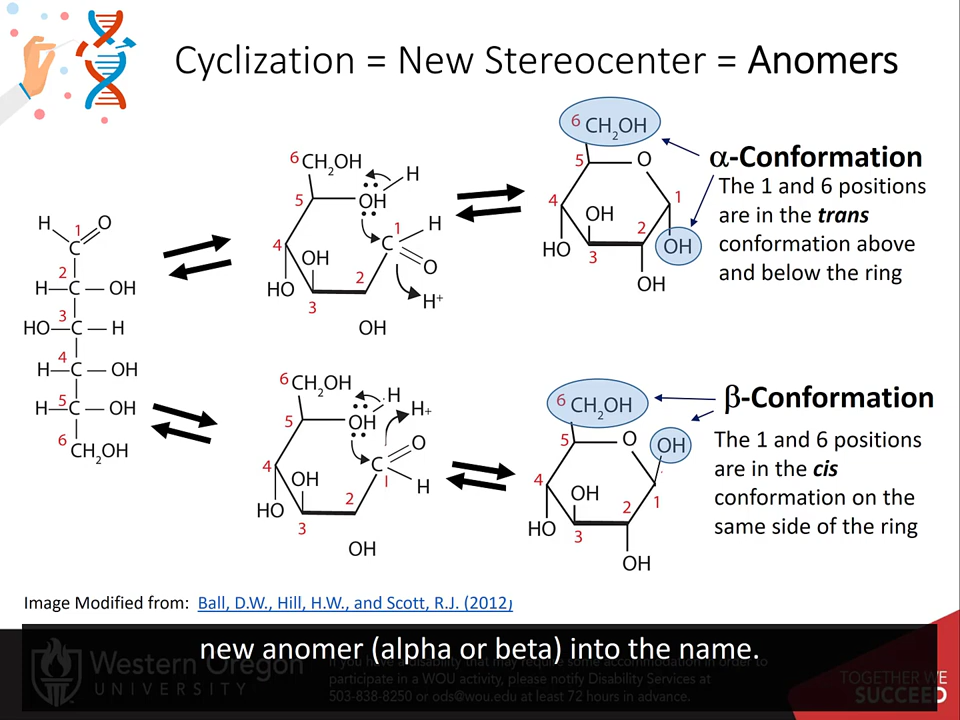 Cyclization = New Stereocenter = Anomers
H O
1
C
2
H—C—OH
3
HO—C—H
4
H—C—OH
5
H—C—OH
6
CH2OH
6 CH2OH
H
5
OH
1
H
4
C
OH
O
2
HO
3
H+
OH
6 CH2OH
5
O
4
1
OH
2
HO
3
OH
OH
α-Conformation
The 1 and 6 positions
are in the trans
conformation above
and below the ring
6 CH2OH
H
H+
5
OH
O
4
C
1
OH
H
2
HO
3
OH
6 CH2OH
OH
5
O
4
OH
2
1
HO
3
OH
β-Conformation
The 1 and 6 positions
are in the cis
conformation on the
same side of the ring
Image Modified from: Ball, D.W., Hill, H.W., and Scott, R.J. (2012)
new anomer (alpha or beta) into the name.
Western Oregon
UNIVERSITY
If you have a disability that may require some accommodation in order to
participate in a WOU activity, please notify Disability Services at
503-838-8250 or ods@wou.edu at least 72 hours in advance.
TOGETHER WE
SUCCEED